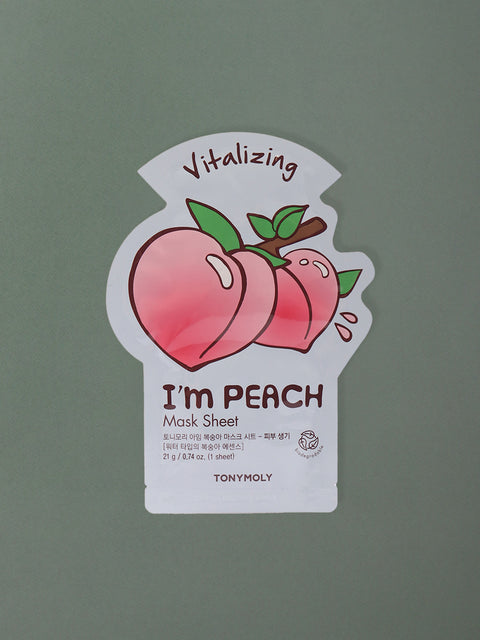 Vitalizing
I'm PEACH
Mask Sheet
토니모리 아임 복숭아 마스크 시트 - 피부 생기
[워터 타입의 복숭아 에센스]
21 g / 0.74 oz. (1 sheet)
biodegradable
TONYMOLY